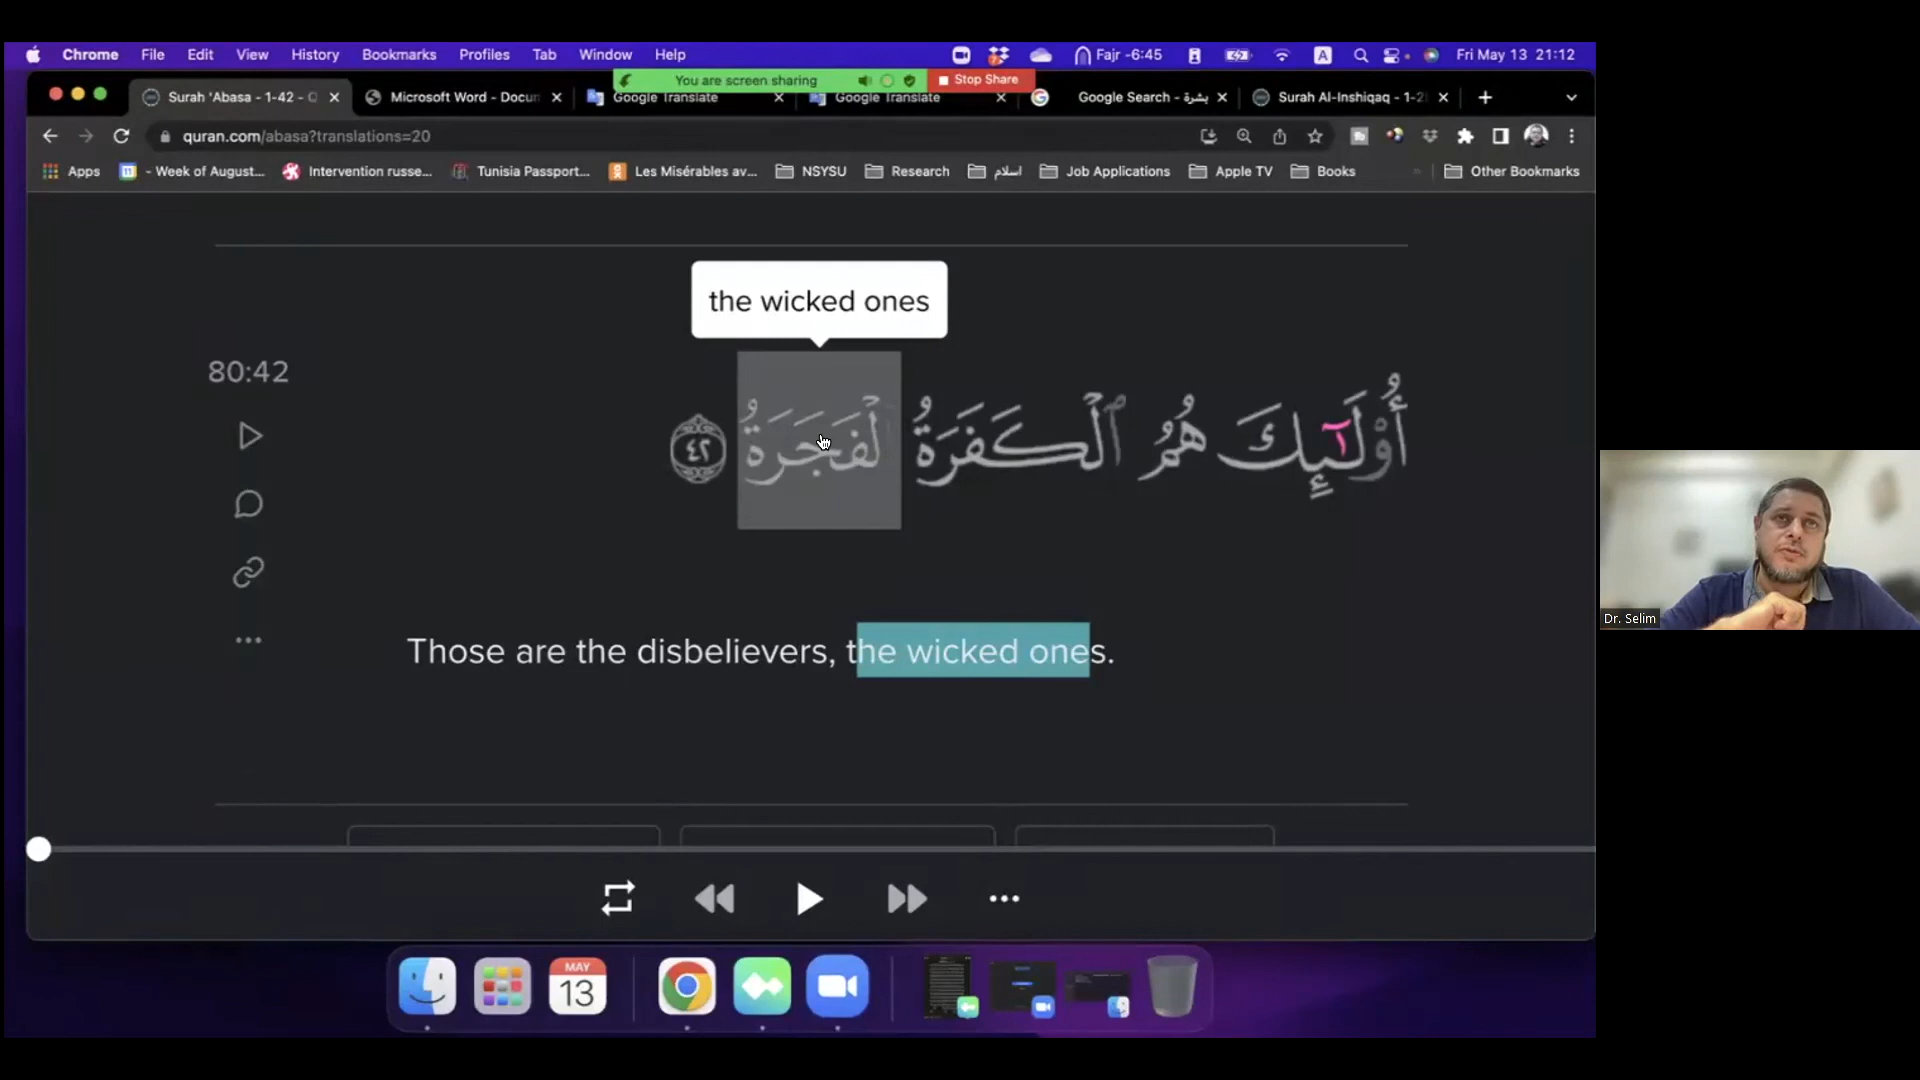 Chrome File Edit View History Bookmarks Profiles Tab Window Help Fajr -6:45 A Fri May 13 21:12
You are screen sharing Stop Share
Surah 'Abasa - 1-42 - Q Microsoft Word - Docun Google Translate Google Translate Google Search - بشرة Surah Al-Inshiqaq - 1-2
quran.com/abasa?translations=20
Apps - Week of August... Intervention russe... Tunisia Passport... Les Misérables av... NSYSU Research اسلام Job Applications Apple TV Books Other Bookmarks
the wicked ones
80:42
أُو۟لَـٰٓئِكَ هُمُ ٱلْكَفَرَةُ ٱلْفَجَرَةُ ٤٢
Those are the disbelievers, the wicked ones.
Dr. Selim
MAY
13